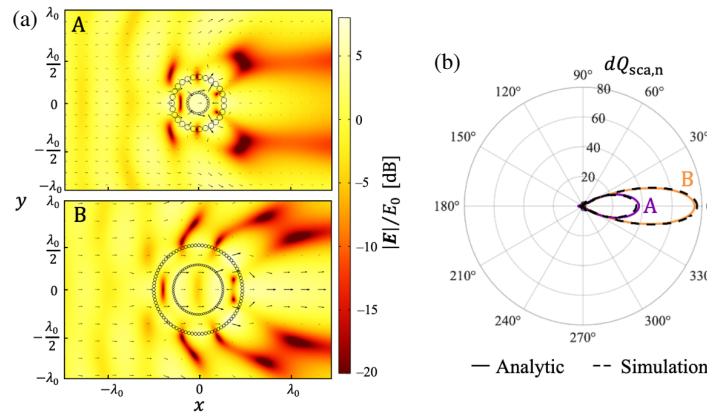 (a)
A
λ₀
λ₀/2
0
−λ₀/2
−λ₀
y
B
λ₀
λ₀/2
0
−λ₀/2
−λ₀
−λ₀ 0 λ₀
x
5
0
−5
−10
−15
−20
|E|/E₀ [dB]
(b)
dQsca,n
90°
120° 80 60°
60
150° 40
20
B
180° A
210° 330
240° 300°
270°
— Analytic -- Simulation